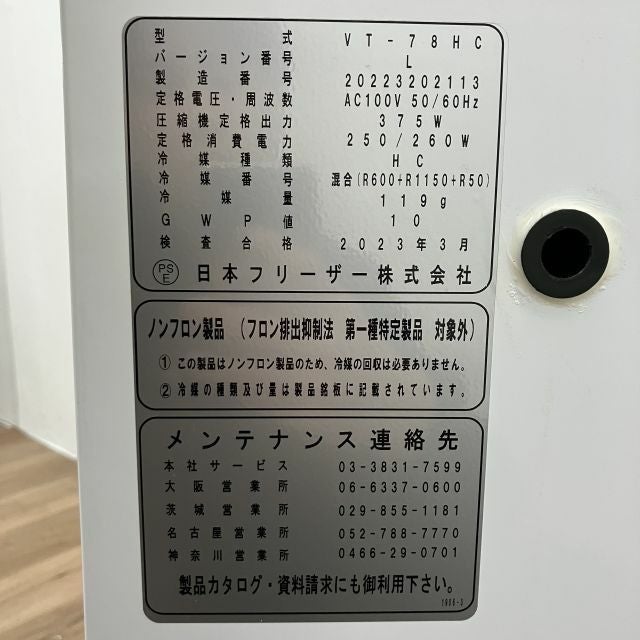 型式 VT-78HC
バージョン番号 L
製造番号 20223202113
定格電圧・周波数 AC100V 50/60Hz
圧縮機定格出力 375W
定格消費電力 250/260W
冷媒種類 HC
冷媒番号 混合(R600+R1150+R50)
冷媒量 119g
GWP値 10
検査合格 2023年3月
PSE 日本フリーザー株式会社
ノンフロン製品 (フロン排出抑制法 第一種特定製品 対象外)
① この製品はノンフロン製品のため、冷媒の回収は必要ありません。
② 冷媒の種類及び量は製品銘板に記載されています。
メンテナンス連絡先
本社サービス 03-3831-7599
大阪営業所 06-6337-0600
茨城営業所 029-855-1181
名古屋営業所 052-788-7770
神奈川営業所 0466-29-0701
製品カタログ・資料請求にも御利用下さい。
1906-3